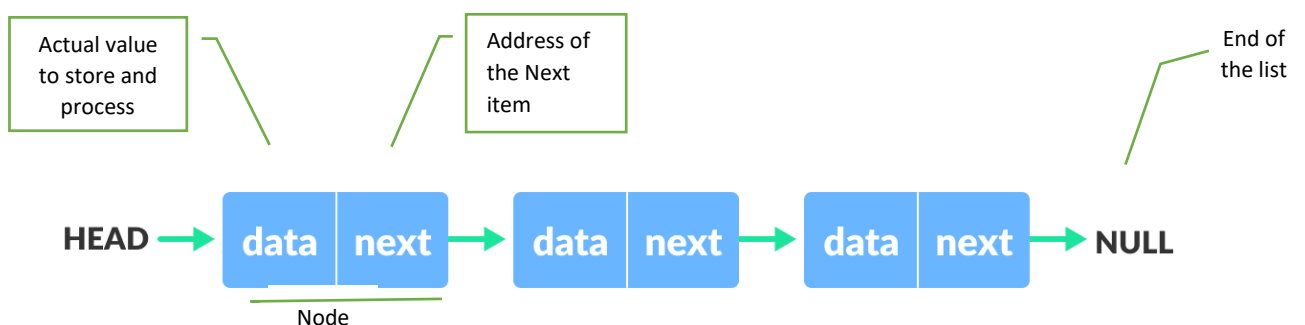 Actual value
to store and
process
Address of
the Next
item
End of
the list
HEAD data next data next data next NULL
Node